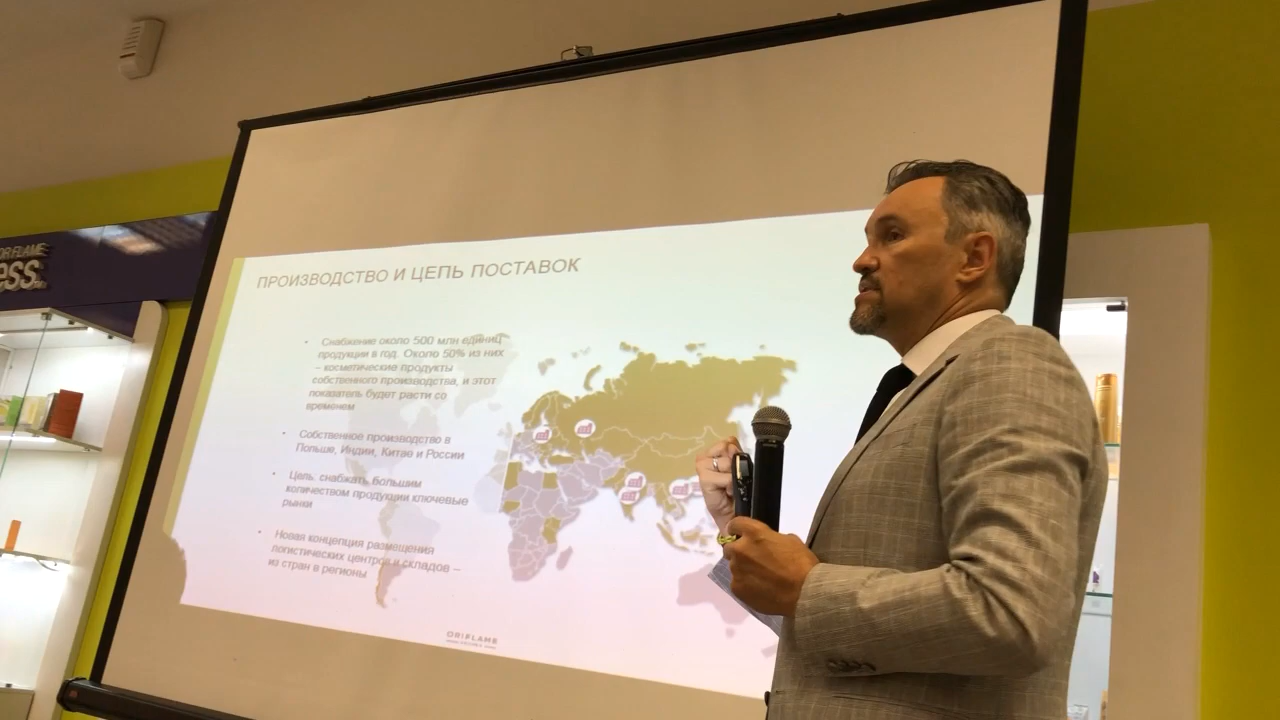 ORIFLAME
ess.
ПРОИЗВОДСТВО И ЦЕПЬ ПОСТАВОК
• Снабжение около 500 млн единиц
продукции в год. Около 50% из них
– косметические продукты
собственного производства, и этот
показатель будет расти со
временем
• Собственное производство в
Польше, Индии, Китае и России
• Цель: снабжать большим
количеством продукции ключевые
рынки
• Новая концепция размещения
логистических центров и складов –
из стран в регионы
ORIFLAME